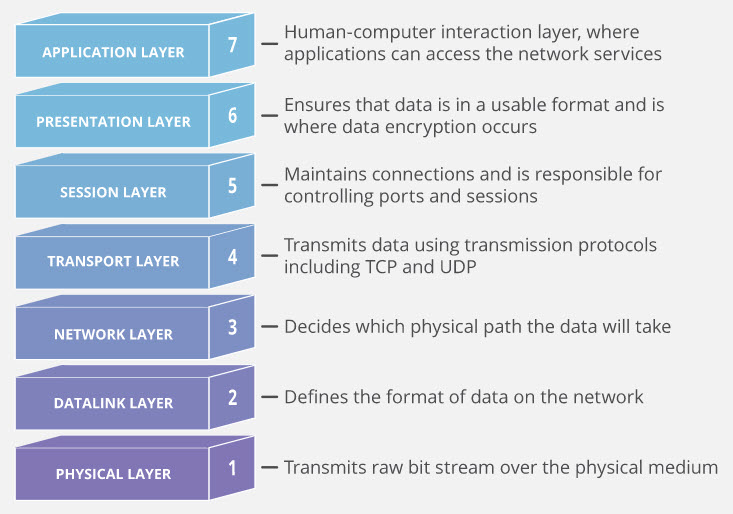 APPLICATION LAYER 7 Human-computer interaction layer, where
applications can access the network services
PRESENTATION LAYER 6 Ensures that data is in a usable format and is
where data encryption occurs
SESSION LAYER 5 Maintains connections and is responsible for
controlling ports and sessions
TRANSPORT LAYER 4 Transmits data using transmission protocols
including TCP and UDP
NETWORK LAYER 3 Decides which physical path the data will take
DATALINK LAYER 2 Defines the format of data on the network
PHYSICAL LAYER 1 Transmits raw bit stream over the physical medium